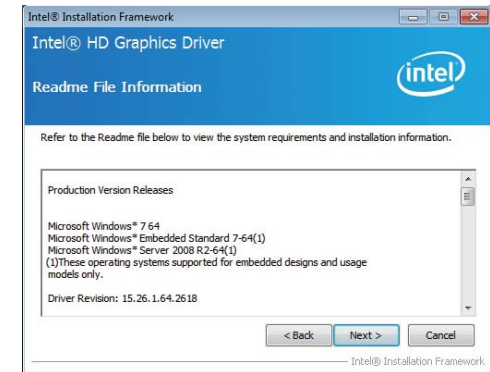 Intel® Installation Framework
Intel® HD Graphics Driver
intel
Readme File Information
Refer to the Readme file below to view the system requirements and installation information.
Production Version Releases
Microsoft Windows* 7 64
Microsoft Windows* Embedded Standard 7-64(1)
Microsoft Windows* Server 2008 R2-64(1)
(1)These operating systems supported for embedded designs and usage
models only.
Driver Revision: 15.26.1.64.2618
< Back Next > Cancel
Intel® Installation Framework